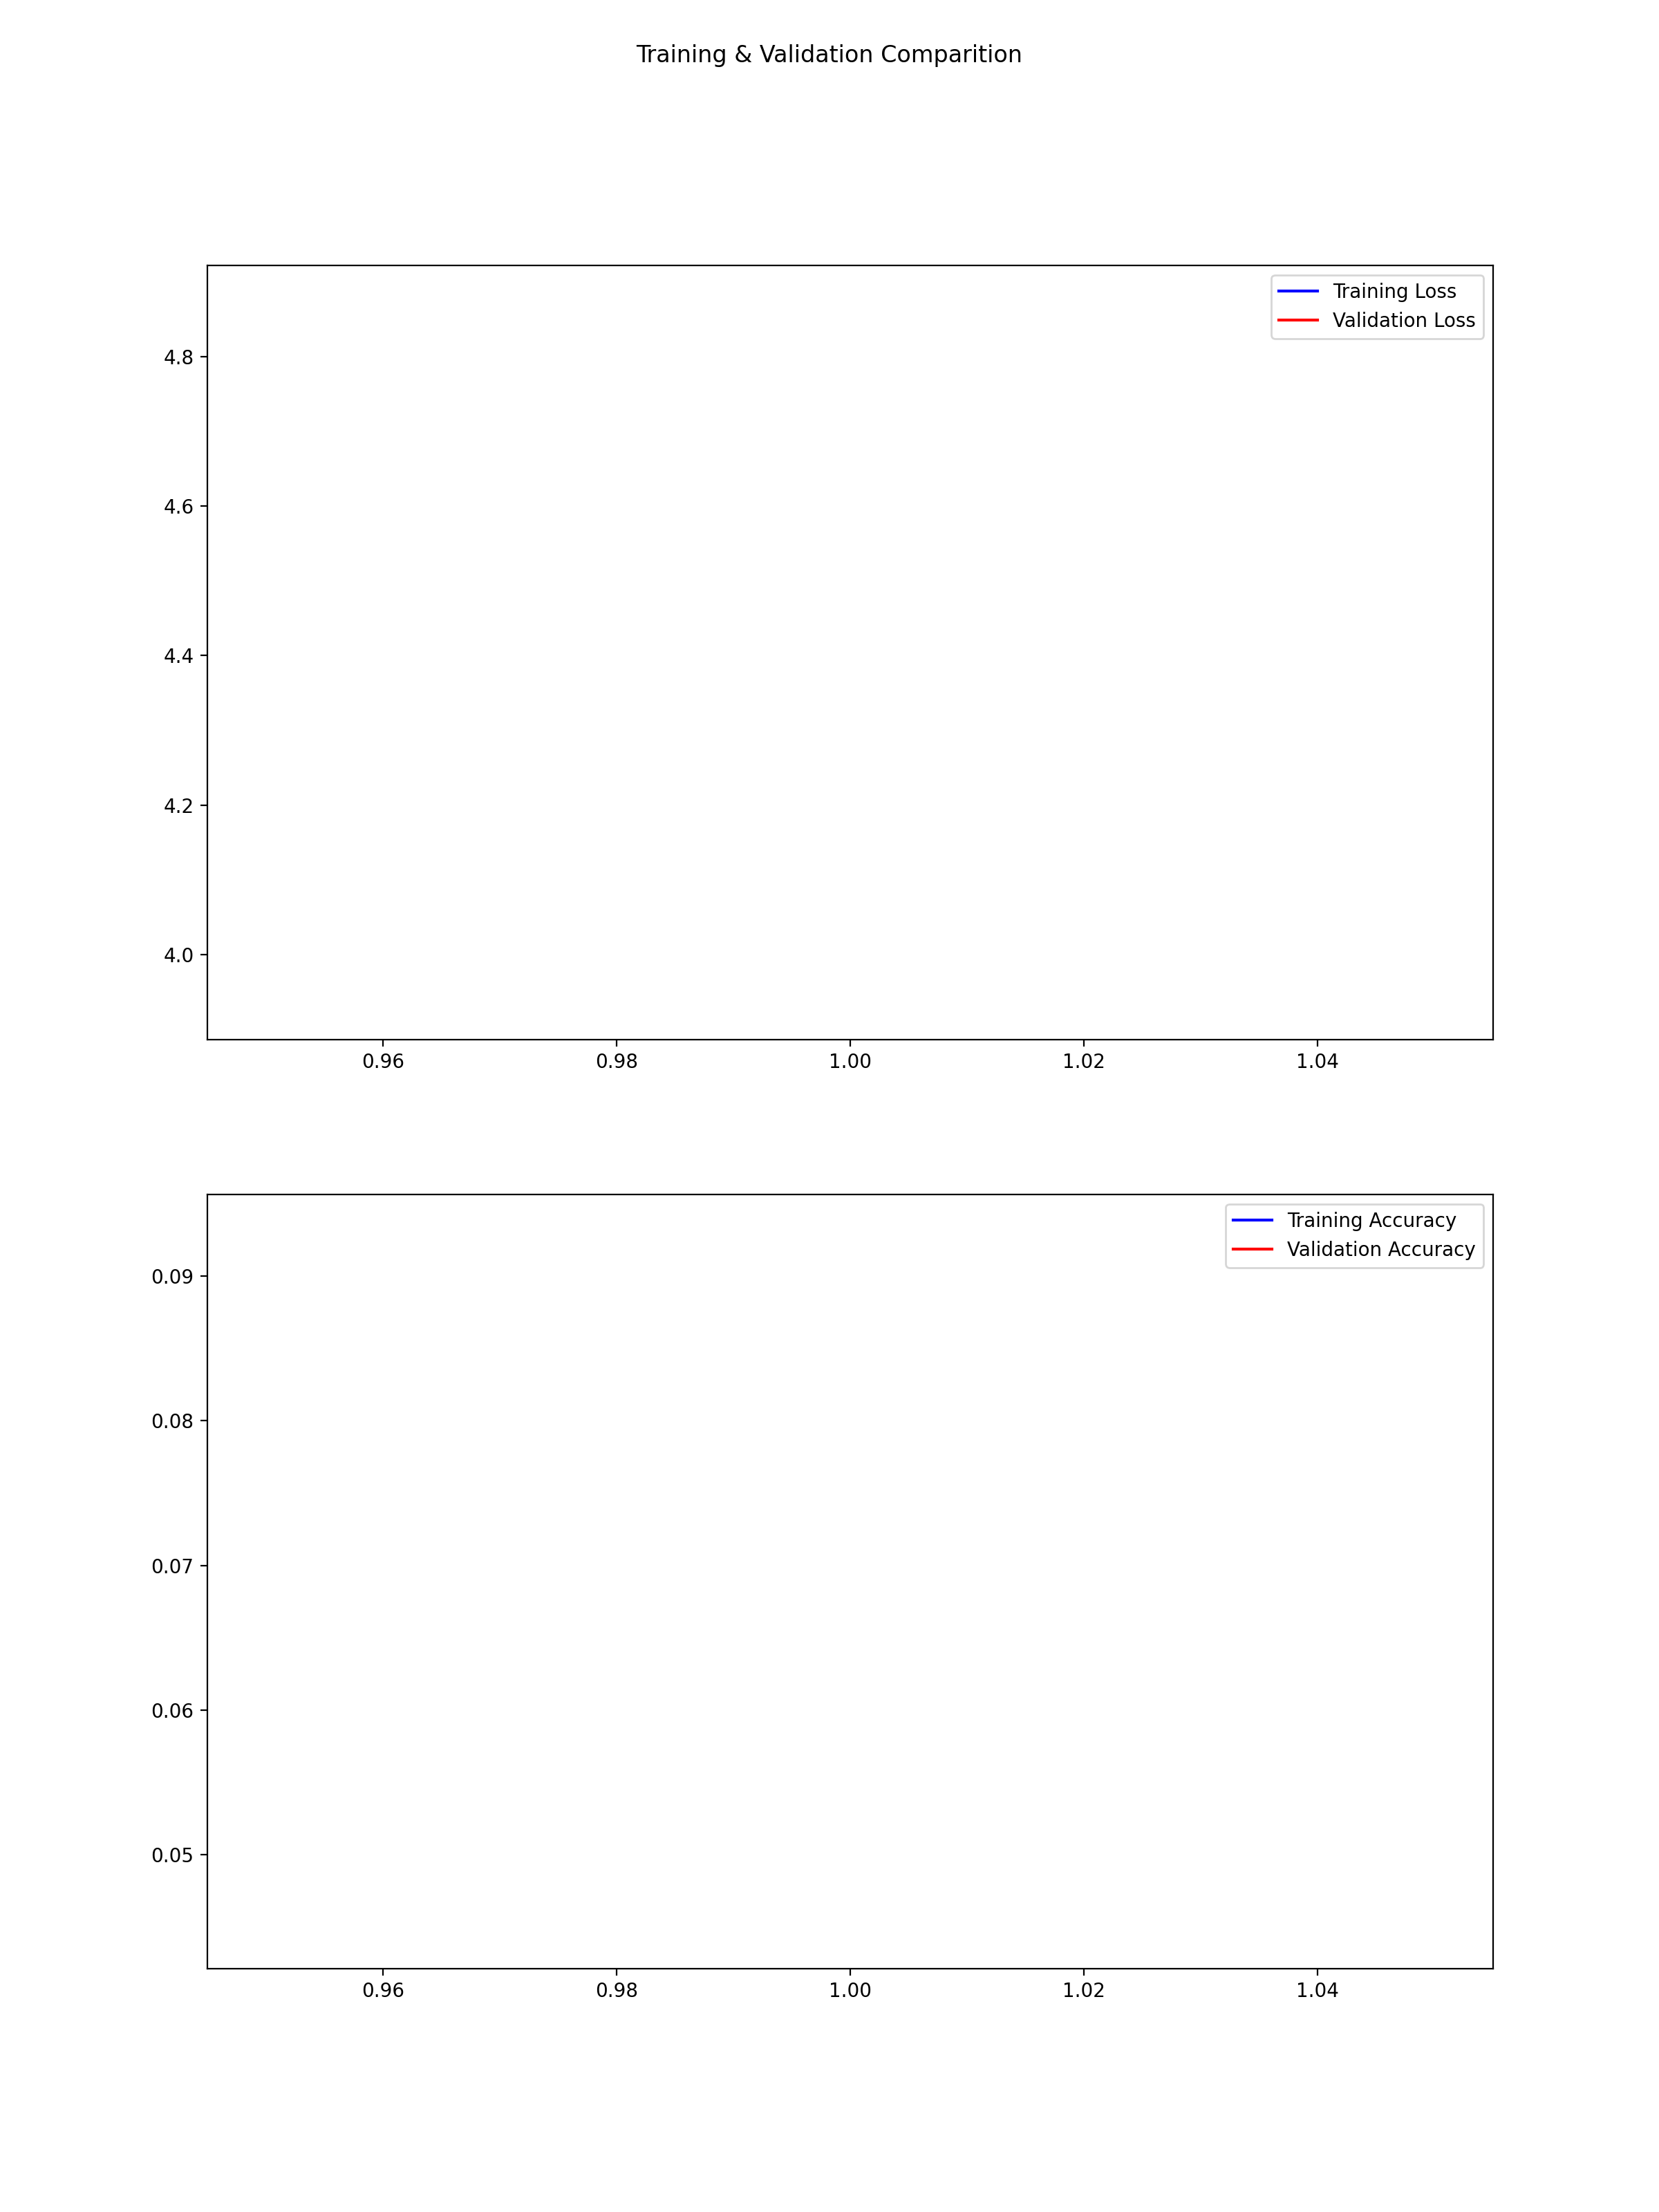 Training & Validation Comparition
Training Loss
Validation Loss
4.8
4.6
4.4
4.2
4.0
0.96 0.98 1.00 1.02 1.04
Training Accuracy
Validation Accuracy
0.09
0.08
0.07
0.06
0.05
0.96 0.98 1.00 1.02 1.04